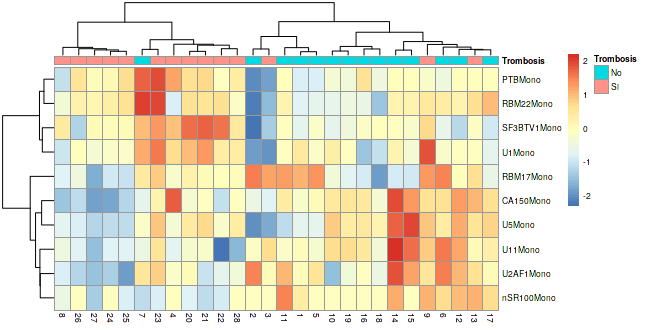 Trombosis
PTBMono
RBM22Mono
SF3BTV1Mono
U1Mono
RBM17Mono
CA150Mono
U5Mono
U11Mono
U2AF1Mono
nSR100Mono
8 26 27 24 25 7 23 4 20 21 22 28 2 3 11 1 5 10 19 16 18 14 15 9 6 12 13 17
2
1
0
-1
-2
Trombosis
No
SI